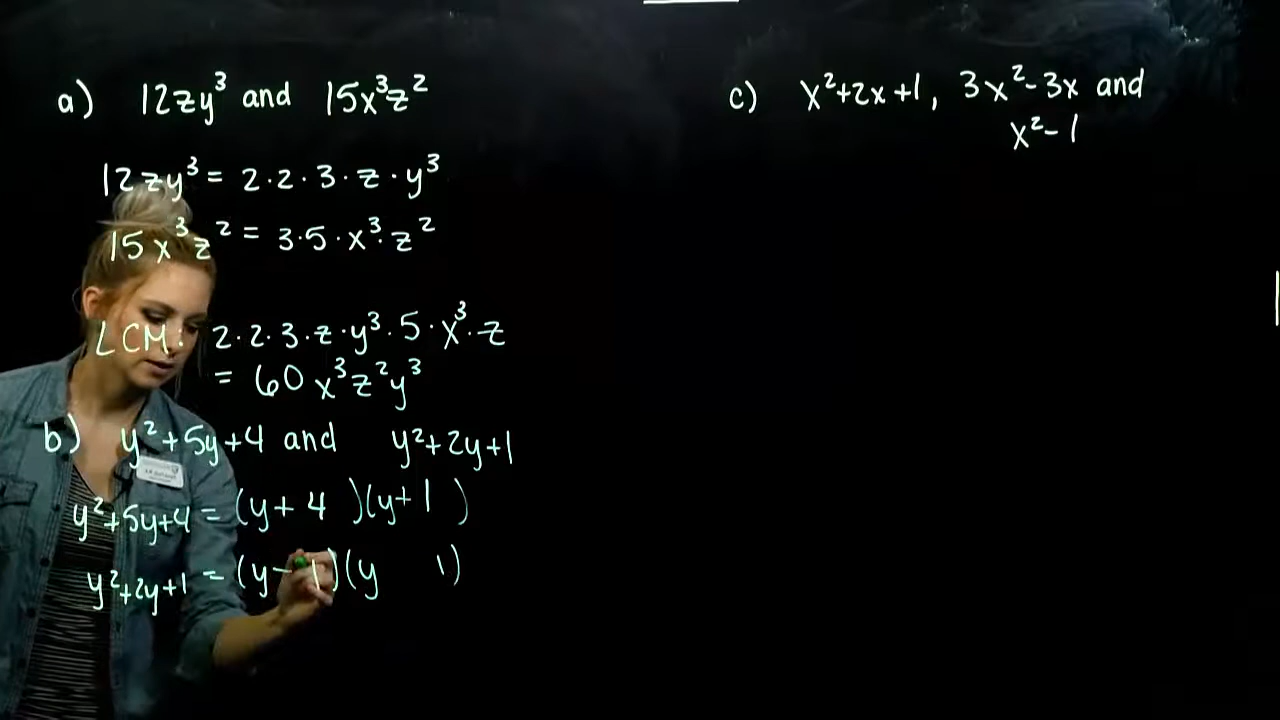 a) 12zy³ and 15x³z²
12zy³ = 2·2·3·z·y³
15x³z² = 3·5·x³·z²
LCM: 2·2·3·z·y³·5·x³·z
= 60x³z²y³
b) y²+5y+4 and y²+2y+1
y²+5y+4 = (y+4)(y+1)
y²+2y+1 = (y-1)(y 1)
c) x²+2x+1, 3x²-3x and
x²-1